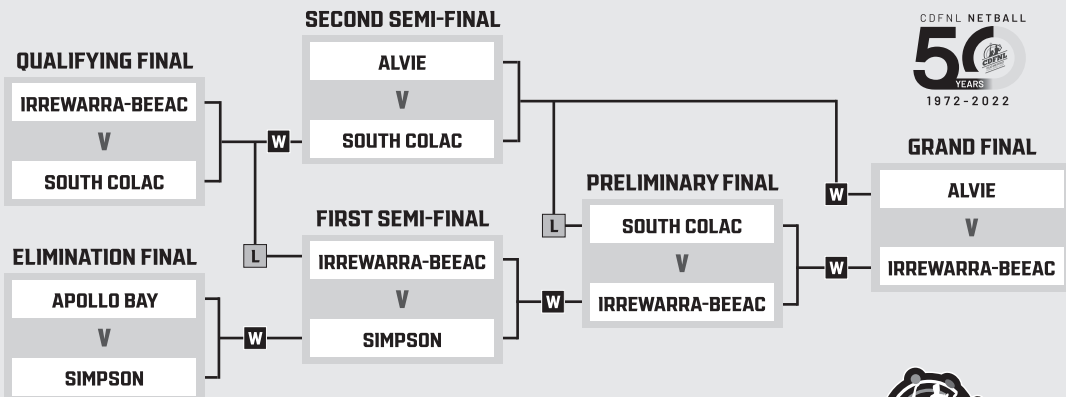 QUALIFYING FINAL
IRREWARRA-BEEAC
V
SOUTH COLAC
ELIMINATION FINAL
APOLLO BAY
V
SIMPSON
W
L
W
SECOND SEMI-FINAL
ALVIE
V
SOUTH COLAC
FIRST SEMI-FINAL
IRREWARRA-BEEAC
V
SIMPSON
L
W
PRELIMINARY FINAL
SOUTH COLAC
V
IRREWARRA-BEEAC
W
W
CDFNL NETBALL
50
CDFNL
YEARS
1972-2022
GRAND FINAL
ALVIE
V
IRREWARRA-BEEAC